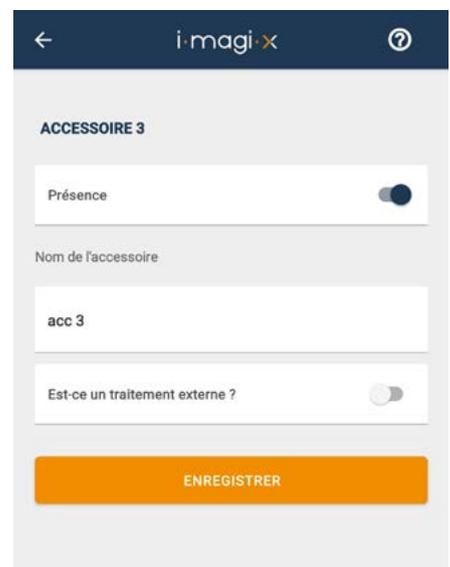 i·magi·x
ACCESSOIRE 3
Présence
Nom de l'accessoire
acc 3
Est-ce un traitement externe ?
ENREGISTRER